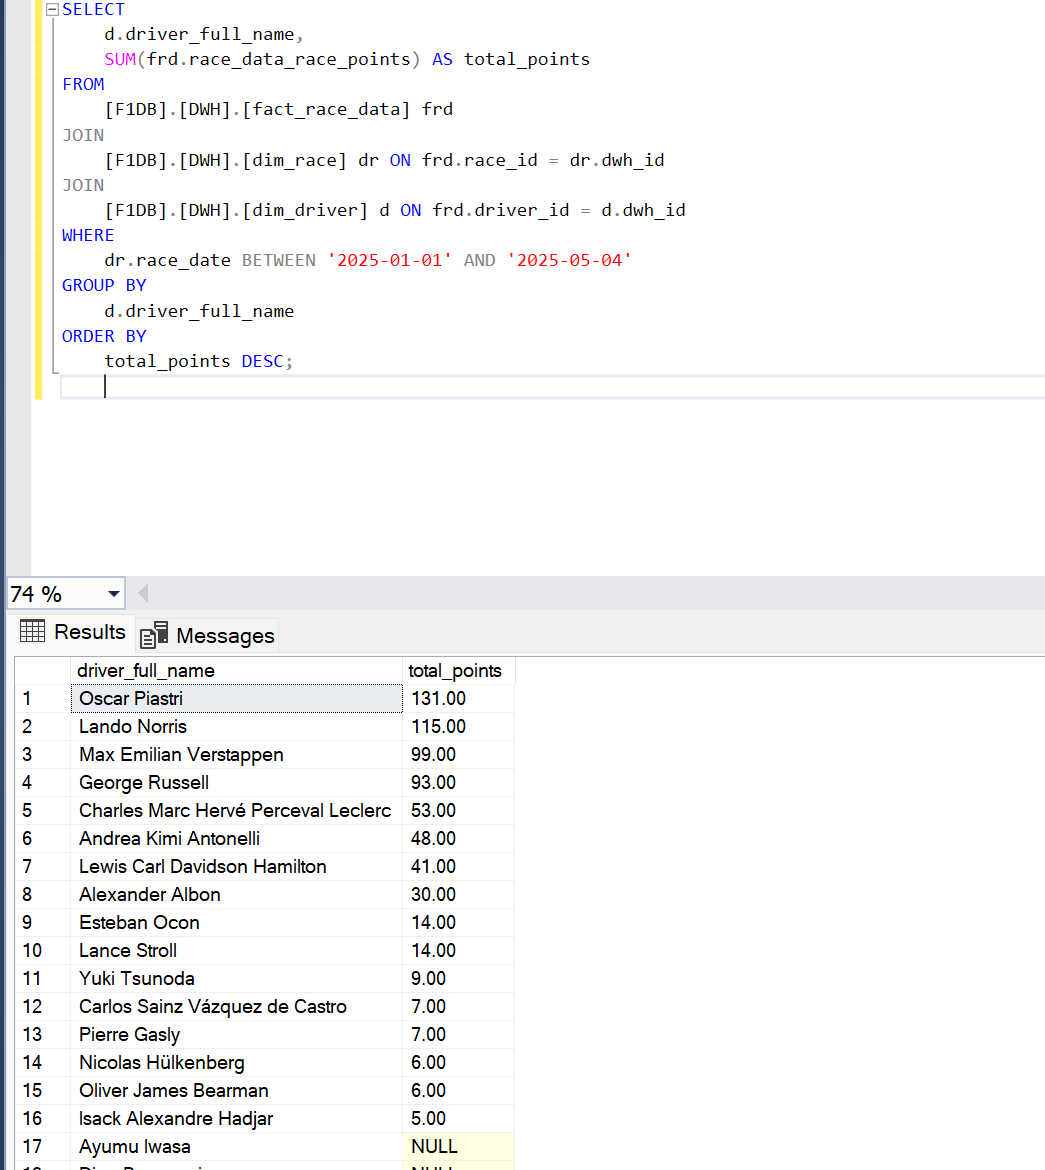 SELECT
d.driver_full_name,
SUM(frd.race_data_race_points) AS total_points
FROM
[F1DB].[DWH].[fact_race_data] frd
JOIN
[F1DB].[DWH].[dim_race] dr ON frd.race_id = dr.dwh_id
JOIN
[F1DB].[DWH].[dim_driver] d ON frd.driver_id = d.dwh_id
WHERE
dr.race_date BETWEEN '2025-01-01' AND '2025-05-04'
GROUP BY
d.driver_full_name
ORDER BY
total_points DESC;
74 %
Results Messages
driver_full_name total_points
1 Oscar Piastri 131.00
2 Lando Norris 115.00
3 Max Emilian Verstappen 99.00
4 George Russell 93.00
5 Charles Marc Hervé Perceval Leclerc 53.00
6 Andrea Kimi Antonelli 48.00
7 Lewis Carl Davidson Hamilton 41.00
8 Alexander Albon 30.00
9 Esteban Ocon 14.00
10 Lance Stroll 14.00
11 Yuki Tsunoda 9.00
12 Carlos Sainz Vázquez de Castro 7.00
13 Pierre Gasly 7.00
14 Nicolas Hülkenberg 6.00
15 Oliver James Bearman 6.00
16 Isack Alexandre Hadjar 5.00
17 Ayumu Iwasa NULL